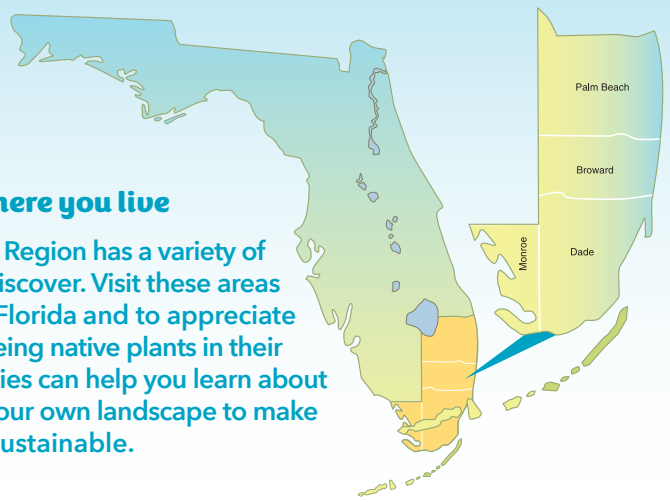 here you live
Region has a variety of
iscover. Visit these areas
Florida and to appreciate
eing native plants in their
ies can help you learn about
our own landscape to make
ustainable.
Palm Beach
Broward
Monroe
Dade